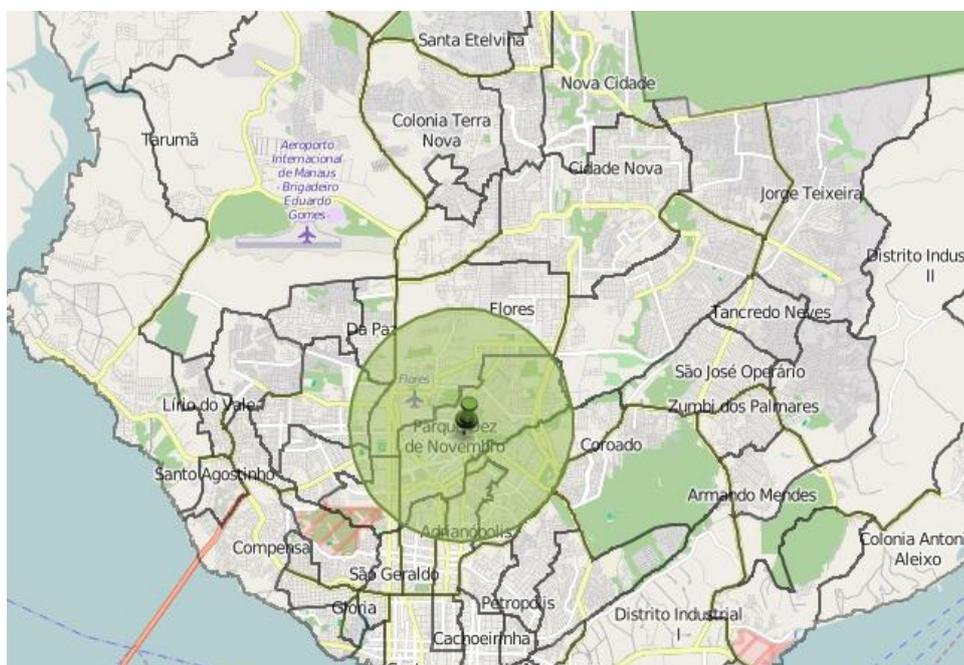 Santa Etelvina
Nova Cidade
Colonia Terra
Nova
Tarumã
Cidade Nova
Aeroporto
Internacional
de Manaus
- Brigadeiro
Eduardo
Gomes -
Jorge Teixeira
Distrito Indus
II
Flores
Tancredo Neves
Da Paz
São José Operário
Flores
Lírio do Vale
Zumbi dos Palmares
Parque Dez
de Novembro
Coroado
Santo Agostinho
Armando Mendes
Adrianópolis
Colonia Antoni
Aleixo
Compensa
São Geraldo
Glória
Petropolis
Distrito Industrial
I
Cachoeirinha